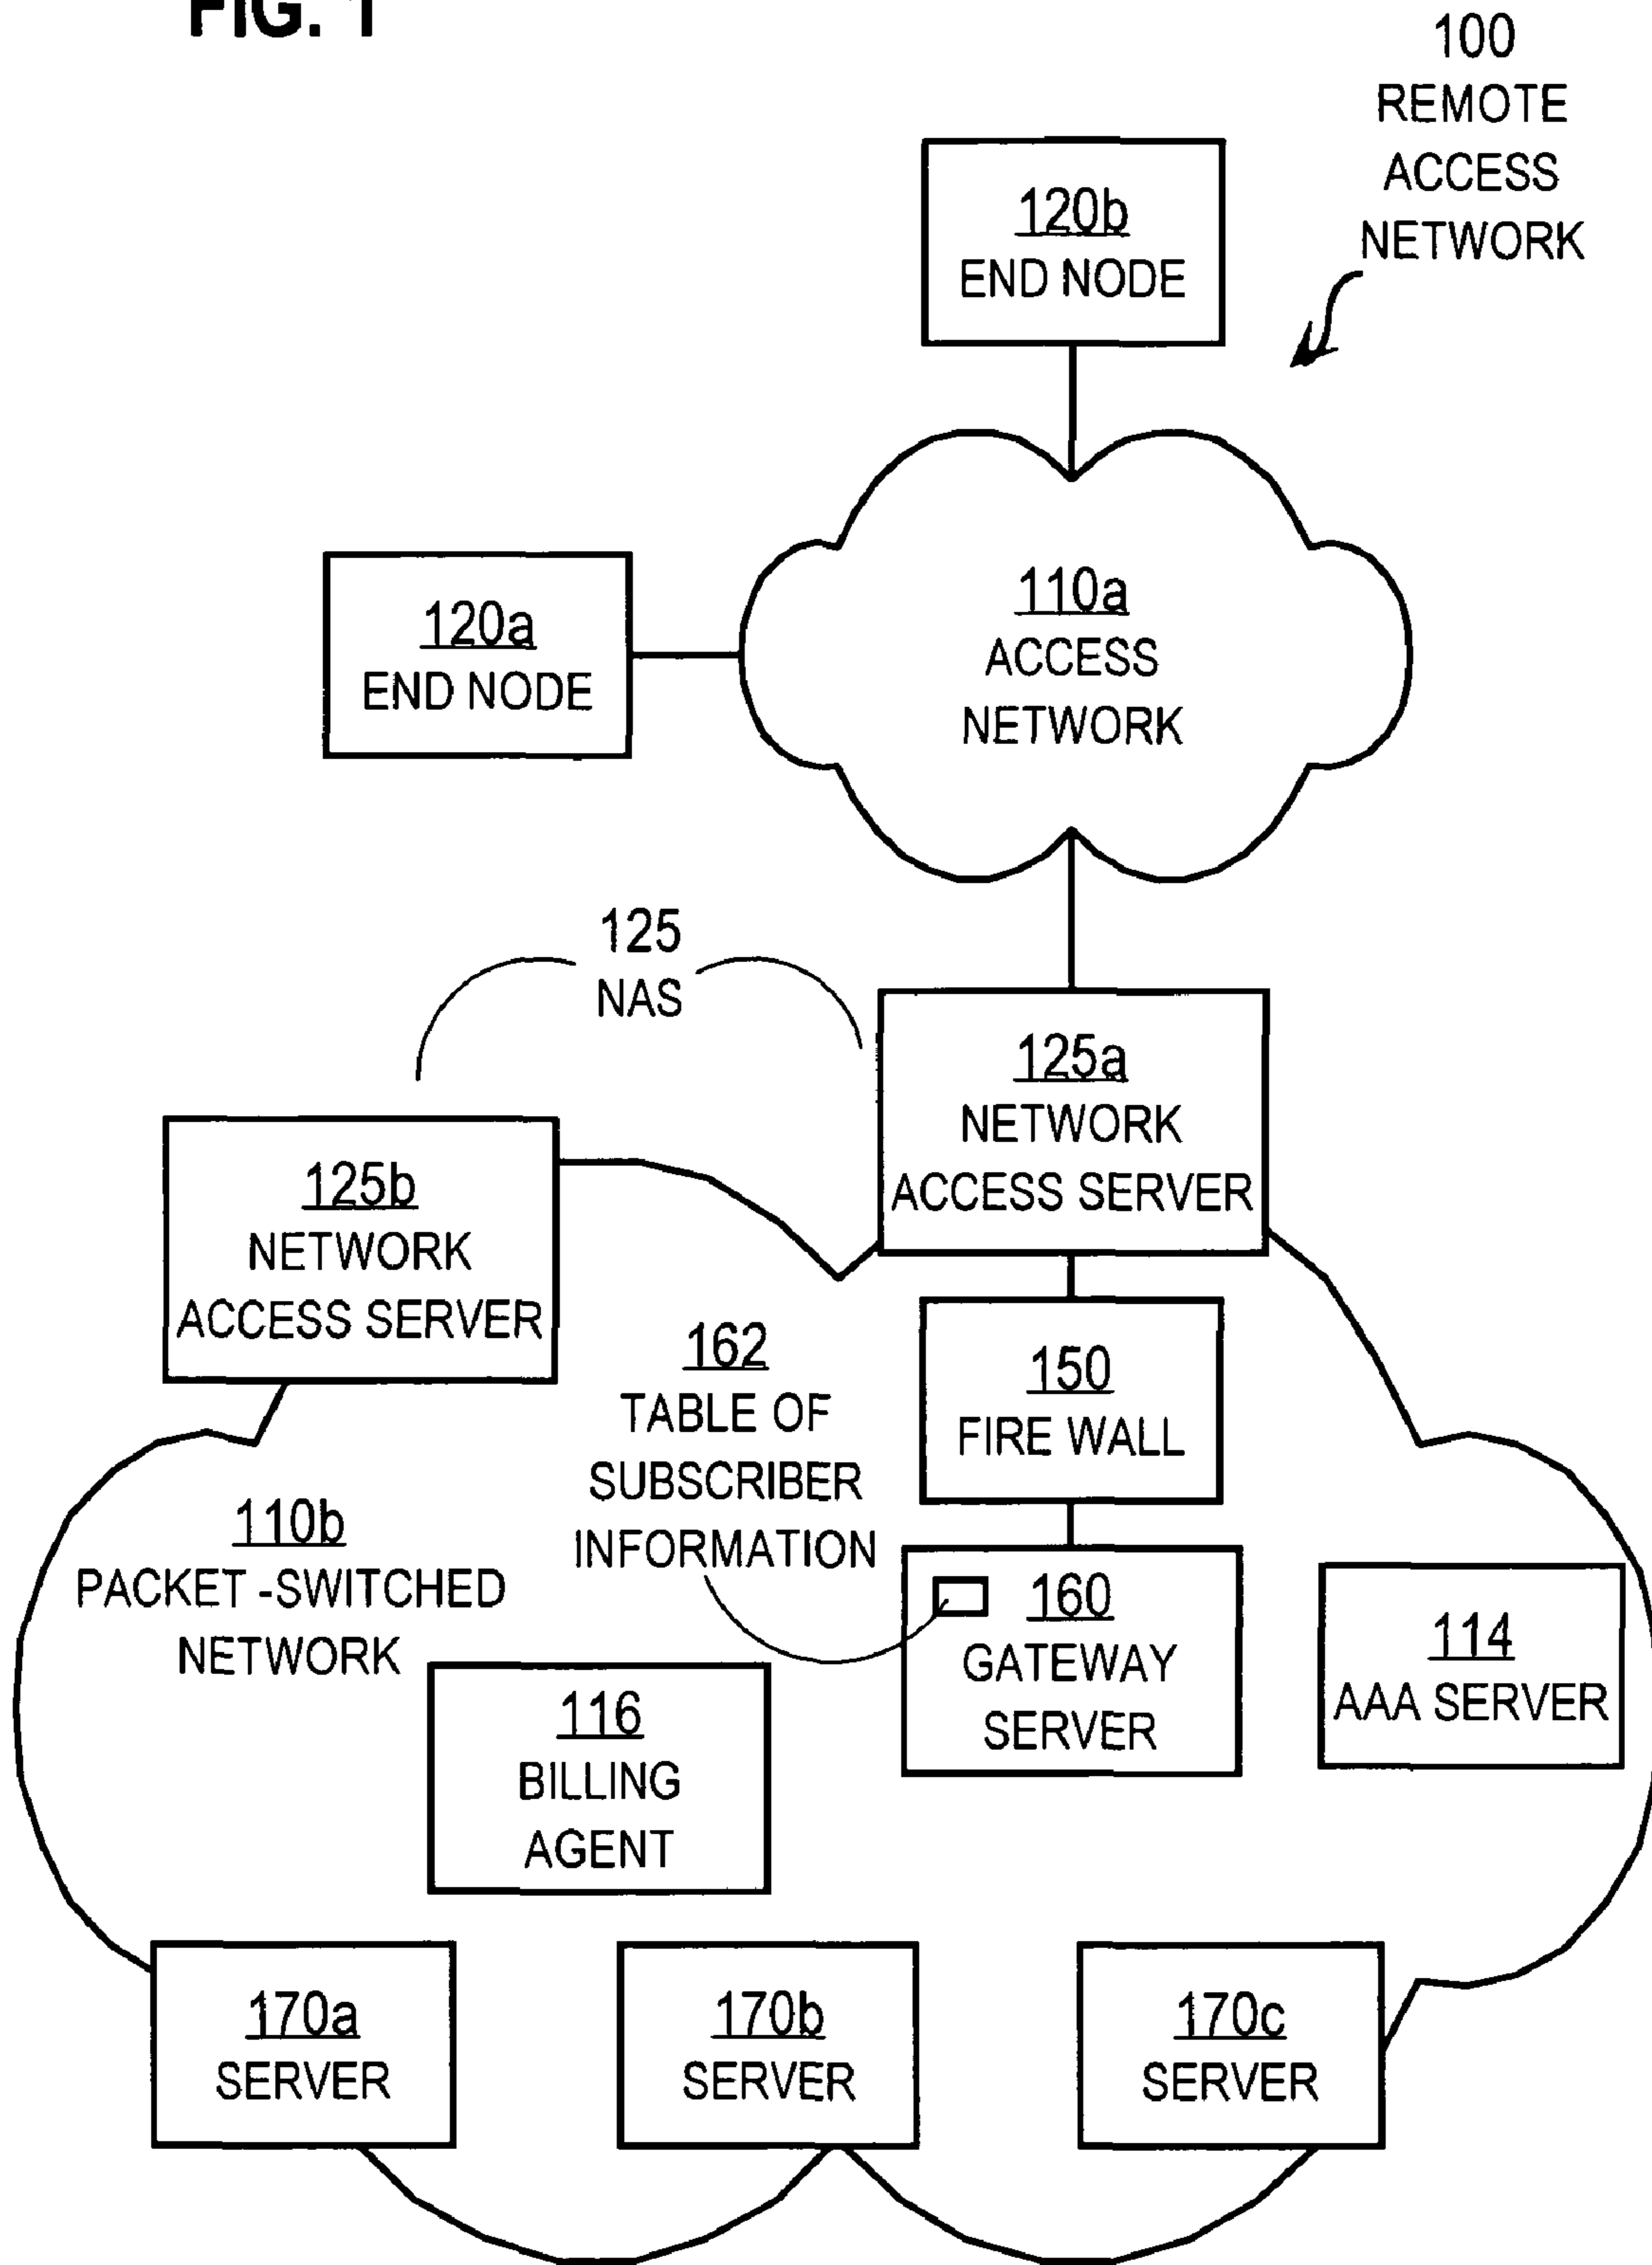 FIG. 1
100
REMOTE
ACCESS
NETWORK
120b
END NODE
120a
END NODE
110a
ACCESS
NETWORK
125
NAS
125a
NETWORK
ACCESS SERVER
125b
NETWORK
ACCESS SERVER
162
TABLE OF
SUBSCRIBER
INFORMATION
150
FIRE WALL
110b
PACKET -SWITCHED
NETWORK
160
GATEWAY
SERVER
114
AAA SERVER
116
BILLING
AGENT
170a
SERVER
170b
SERVER
170c
SERVER